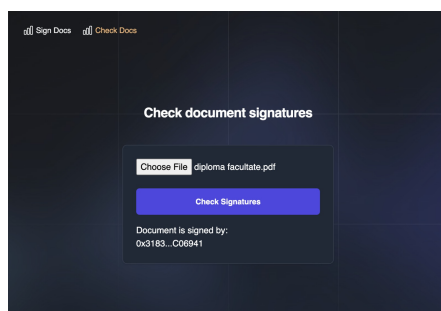 Sign Docs
Check Docs
Check document signatures
Choose File diploma facultate.pdf
Check Signatures
Document is signed by:
0x3183...C06941